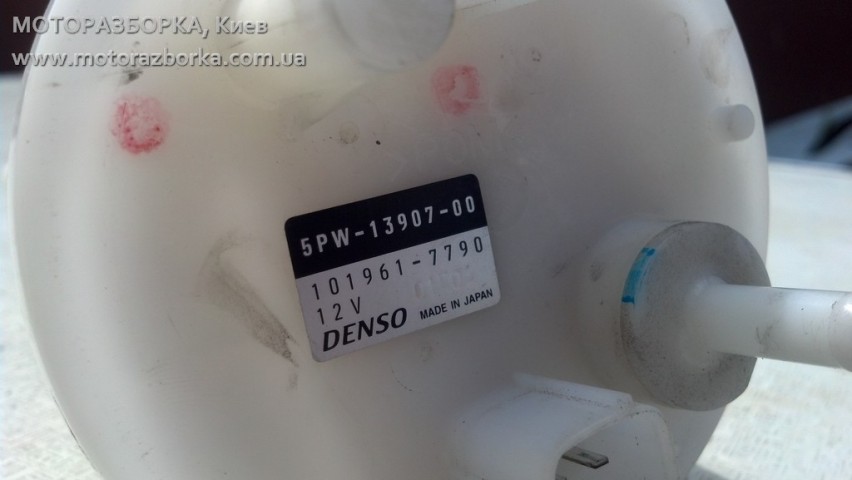 МОТОРАЗБОРКА, Киев
www.motorazborka.com.ua
5PW-13907-00
101961-7790
12V
DENSO MADE IN JAPAN